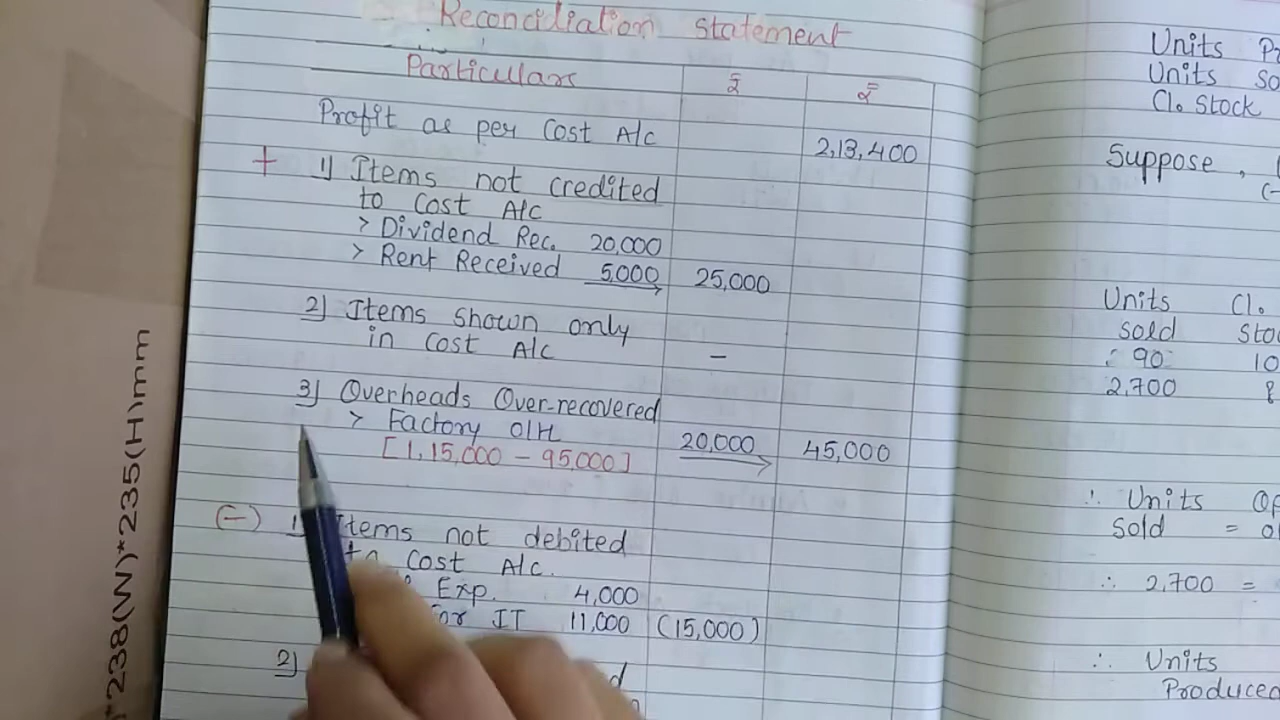 Reconciliation Statement
Particulars ₹ ₹
Profit as per Cost A/c 2,13,400
+ 1) Items not credited
to Cost A/c
> Dividend Rec. 20,000
> Rent Received 5,000 25,000
2) Items shown only
in Cost A/c –
3) Overheads Over-recovered
> Factory O/H 20,000 45,000
[1,15,000 – 95,000]
(–) 1) Items not debited
to Cost A/c.
Exp. 4,000
for IT 11,000 (15,000)
2)
Units
Units
Cl. Stock
Suppose,
Units Cl.
Sold
90 10
2,700
∴ Units
Sold =
∴ 2,700 =
∴ Units
Produced
*238(W)*235(H)mm